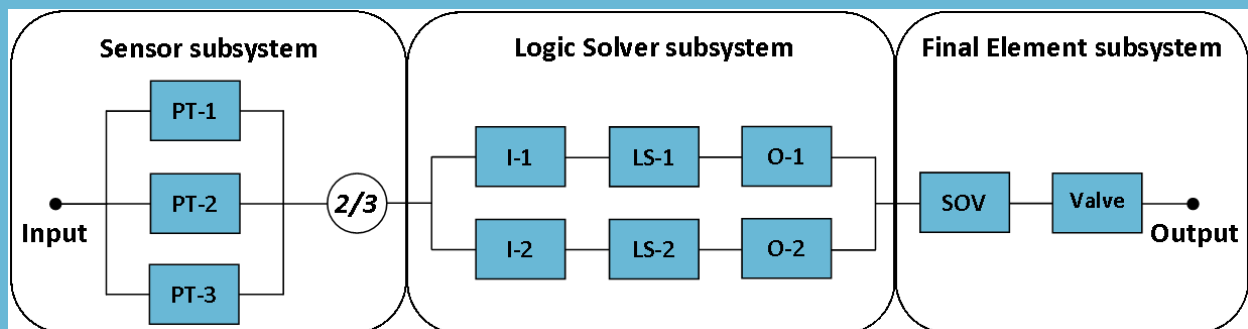 Sensor subsystem
Logic Solver subsystem
Final Element subsystem
PT-1
PT-2
PT-3
Input
2/3
I-1
LS-1
O-1
I-2
LS-2
O-2
SOV
Valve
Output